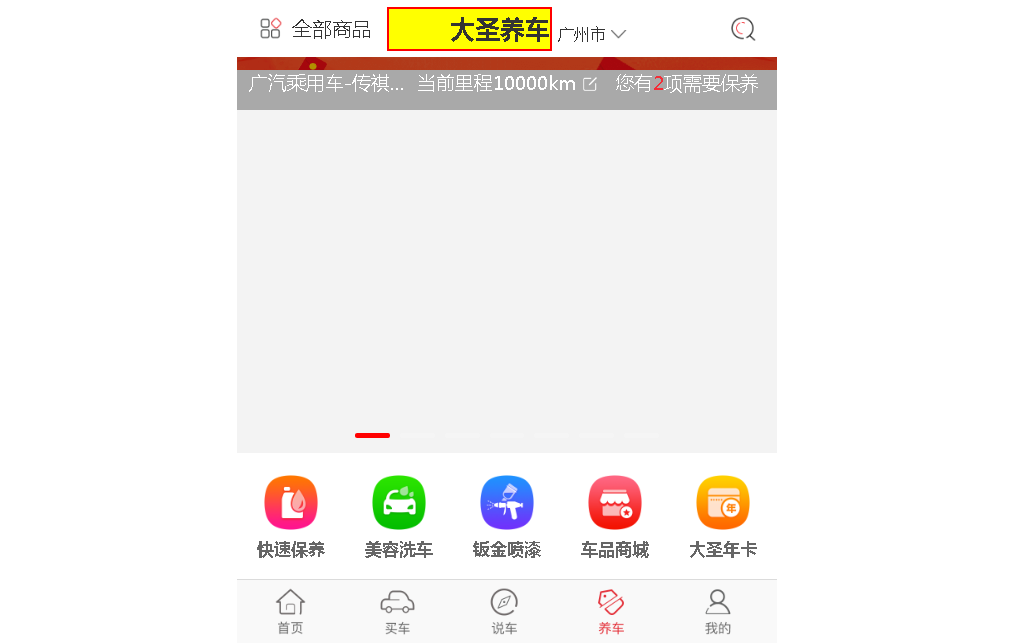 全部商品 大圣养车 广州市
广汽乘用车-传祺... 当前里程10000km 您有2项需要保养
快速保养 美容洗车 钣金喷漆 车品商城 大圣年卡
年
首页 买车 说车 养车 我的